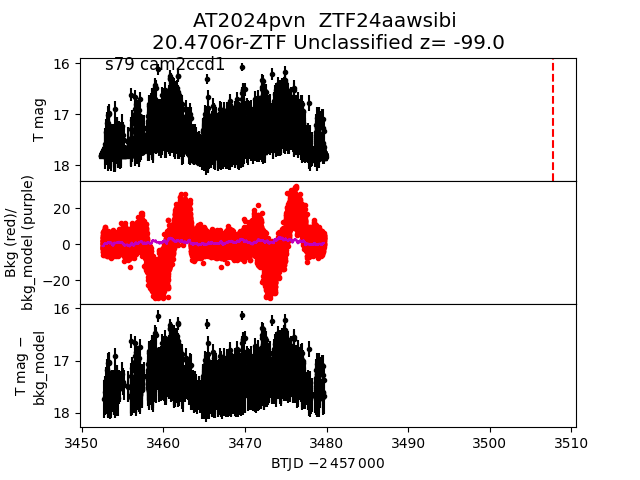 AT2024pvn  ZTF24aawsibi
20.4706r-ZTF Unclassified z= -99.0
s79 cam2ccd1
16
17
18
T mag
20
0
−20
Bkg (red)/
bkg_model (purple)
16
17
18
T mag −
bkg_model
3450 3460 3470 3480 3490 3500 3510
BTJD −2 457 000